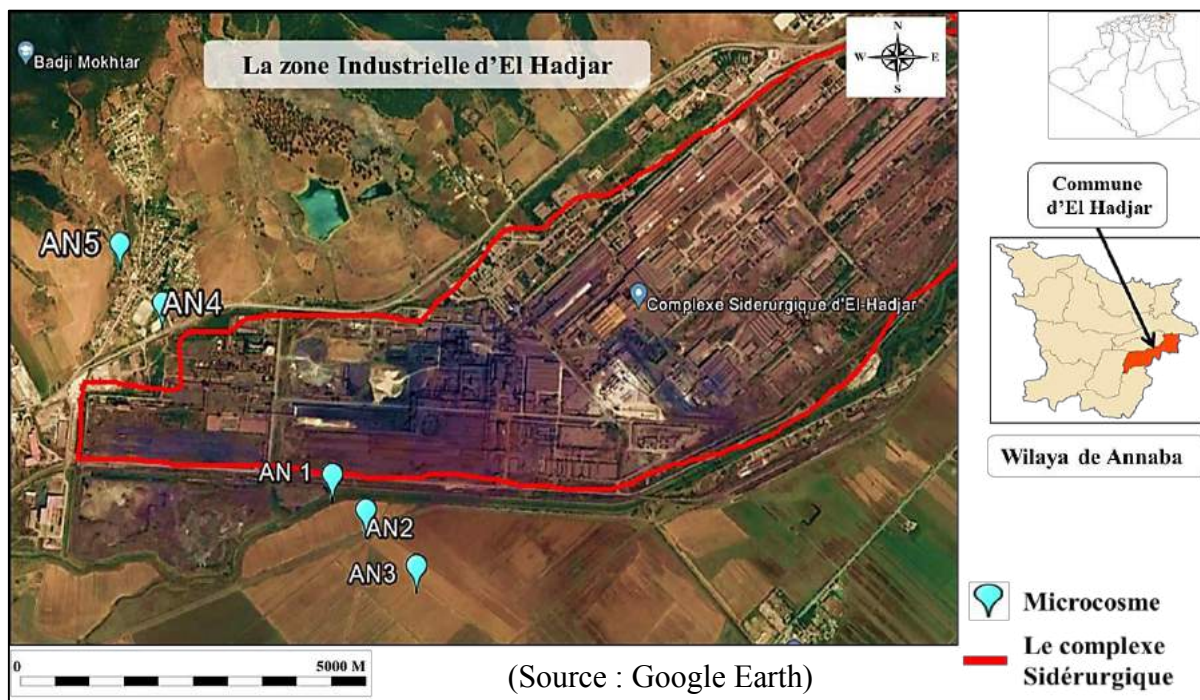 Badji Mokhtar
La zone Industrielle d'El Hadjar
N
W E
S
Commune
d'El Hadjar
AN5
AN4
Complexe Siderurgique d'El-Hadjar
Wilaya de Annaba
AN 1
AN2
AN3
Microcosme
Le complexe
Sidérurgique
0 5000 M
(Source : Google Earth)